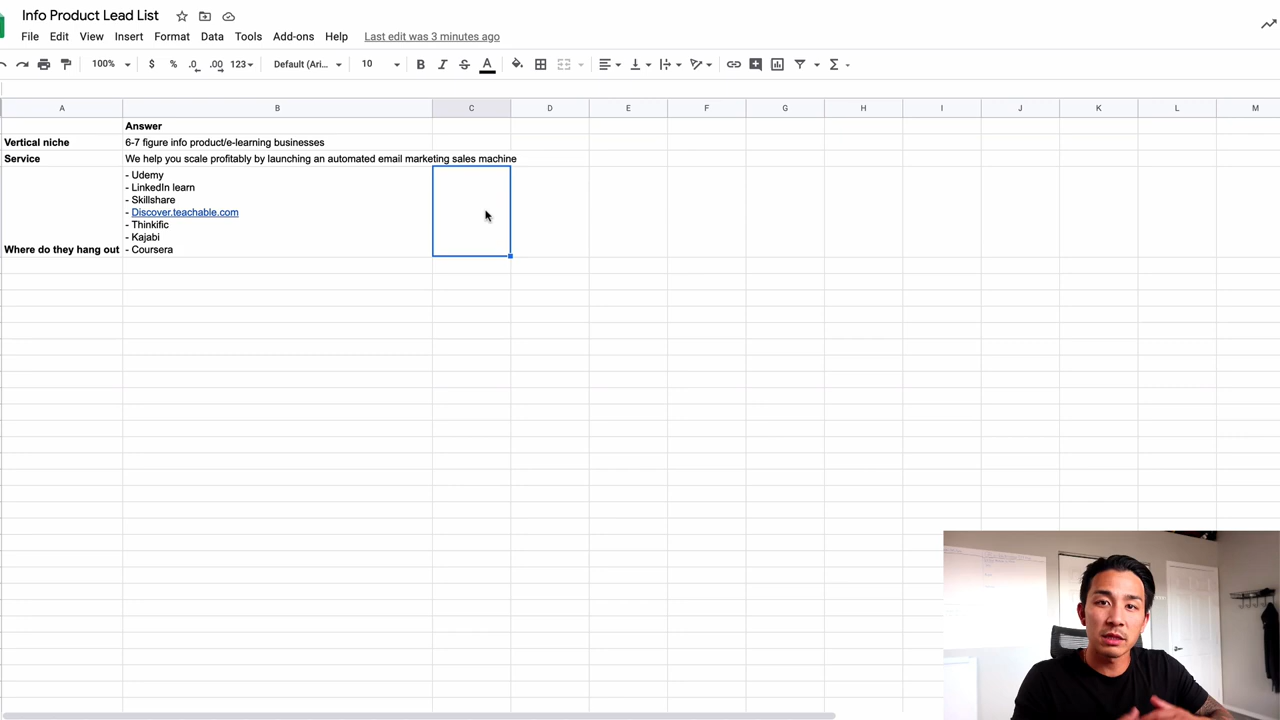 Info Product Lead List
File Edit View Insert Format Data Tools Add-ons Help Last edit was 3 minutes ago
100% $ % .0 .00 123 Default (Ari... 10 B I S A
A B C D E F G H I J K L M
Answer
Vertical niche 6-7 figure info product/e-learning businesses
Service We help you scale profitably by launching an automated email marketing sales machine
- Udemy
- LinkedIn learn
- Skillshare
- Discover.teachable.com
- Thinkific
- Kajabi
Where do they hang out - Coursera